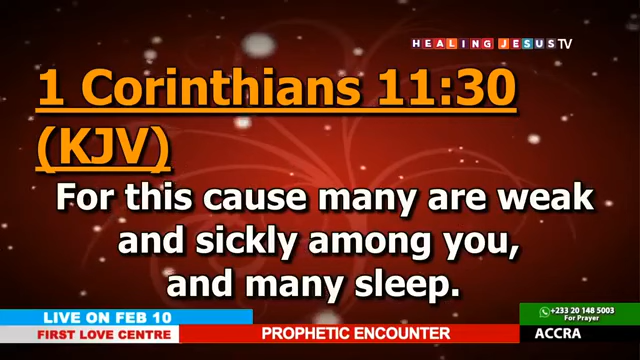 HEALING JESUS TV
1 Corinthians 11:30
(KJV)
For this cause many are weak
and sickly among you,
and many sleep.
LIVE ON FEB 10
+233 20 148 5003
For Prayer
FIRST LOVE CENTRE
PROPHETIC ENCOUNTER
ACCRA